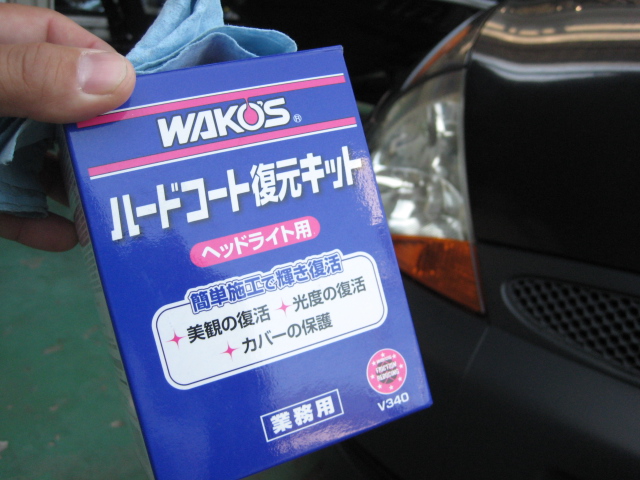 WAKO'S®
ハードコート復元キット
ヘッドライト用
簡単施工で輝き復活
美観の復活 光度の復活
カバーの保護
FRICTION
REDUCING
業務用
V340